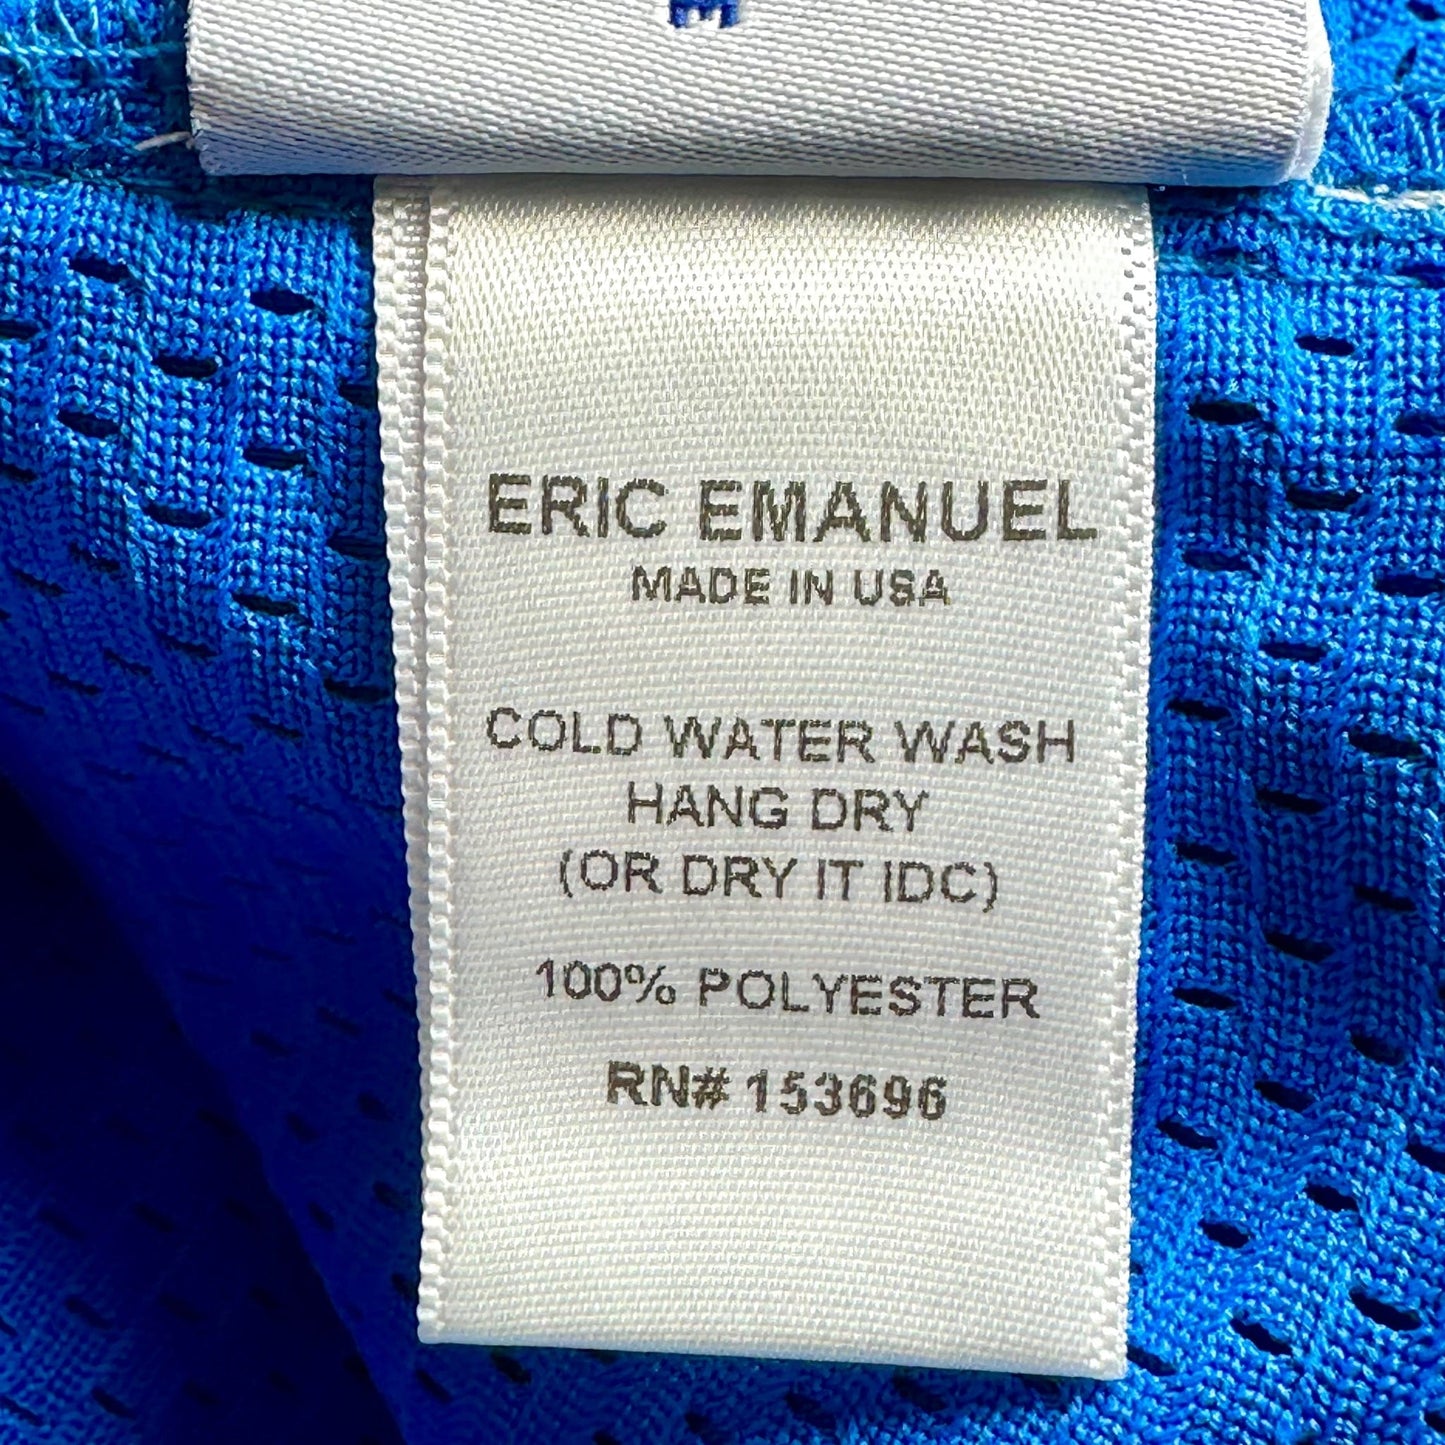 ERIC EMANUEL
MADE IN USA
COLD WATER WASH
HANG DRY
(OR DRY IT IDC)
100% POLYESTER
RN# 153696